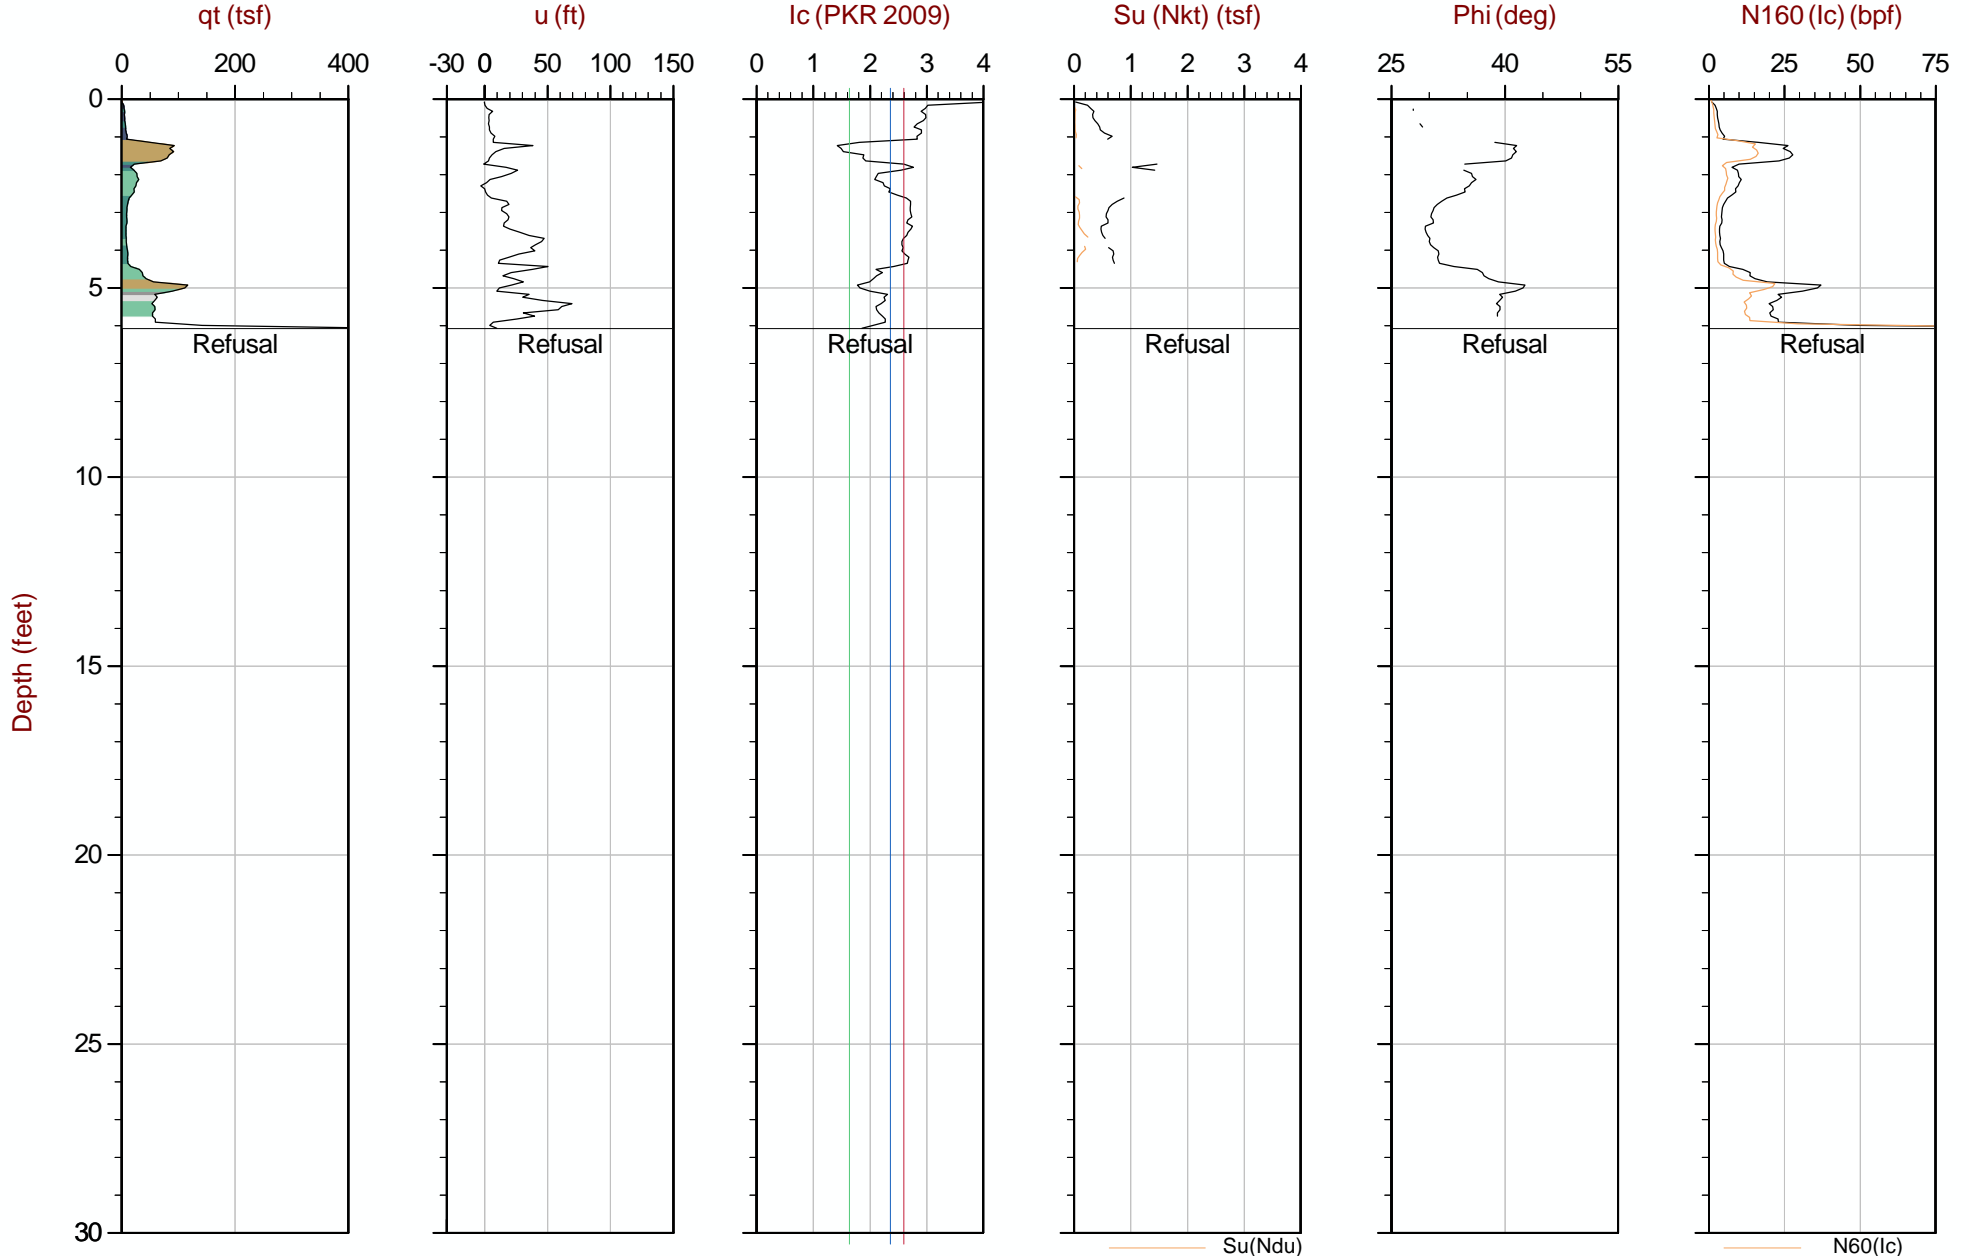 qt (tsf)
u (ft)
Ic (PKR 2009)
Su (Nkt) (tsf)
Phi (deg)
N160 (Ic) (bpf)
0 200 400
-30 0 50 100 150
0 1 2 3 4
0 1 2 3 4
25 40 55
0 25 50 75
0
5
Refusal Refusal Refusal Refusal Refusal Refusal
10
15
Depth (feet)
20
25
30
Su(Ndu)
N60(Ic)